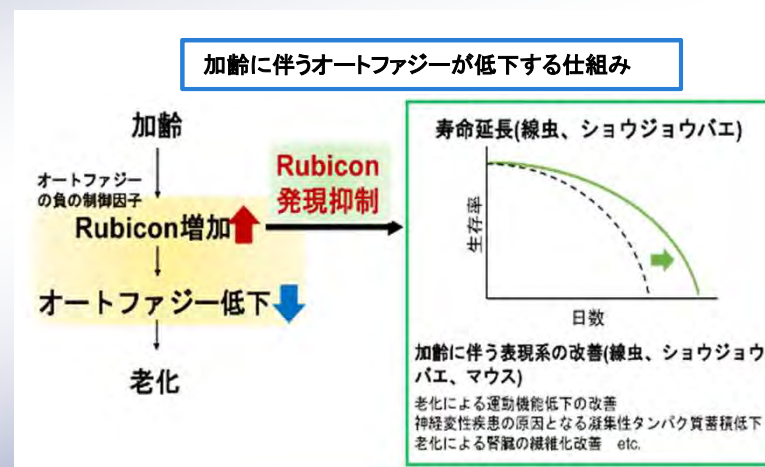 加齢に伴うオートファジーが低下する仕組み
加齢
オートファジー
の負の制御因子
Rubicon増加
オートファジー低下
老化
Rubicon
発現抑制
寿命延長(線虫、ショウジョウバエ)
生存率
日数
加齢に伴う表現系の改善(線虫、ショウジョウ
バエ、マウス)
老化による運動機能低下の改善
神経変性疾患の原因となる凝集性タンパク質蓄積低下
老化による腎臓の繊維化改善 etc.